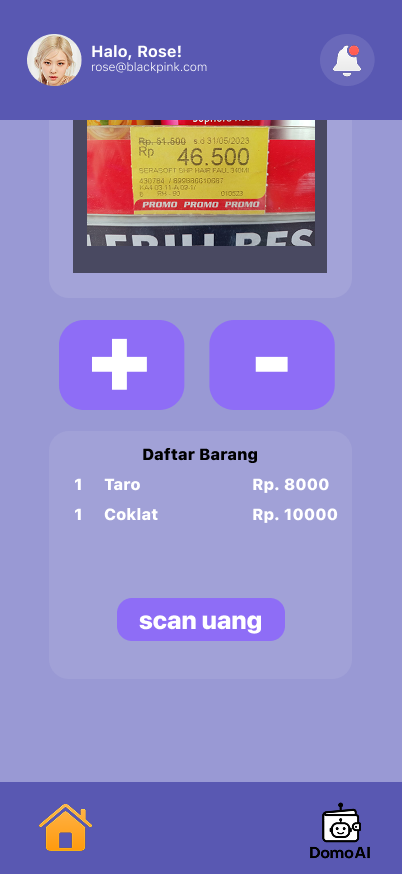 Halo, Rose!
rose@blackpink.com
Rp. 51.500 s.d 31/05/2023
Rp 46.500
SERASOFT SHP HAIR FALL 340ML
PROMO PROMO PROMO
+ -
Daftar Barang
1 Taro Rp. 8000
1 Coklat Rp. 10000
scan uang
DomoAI